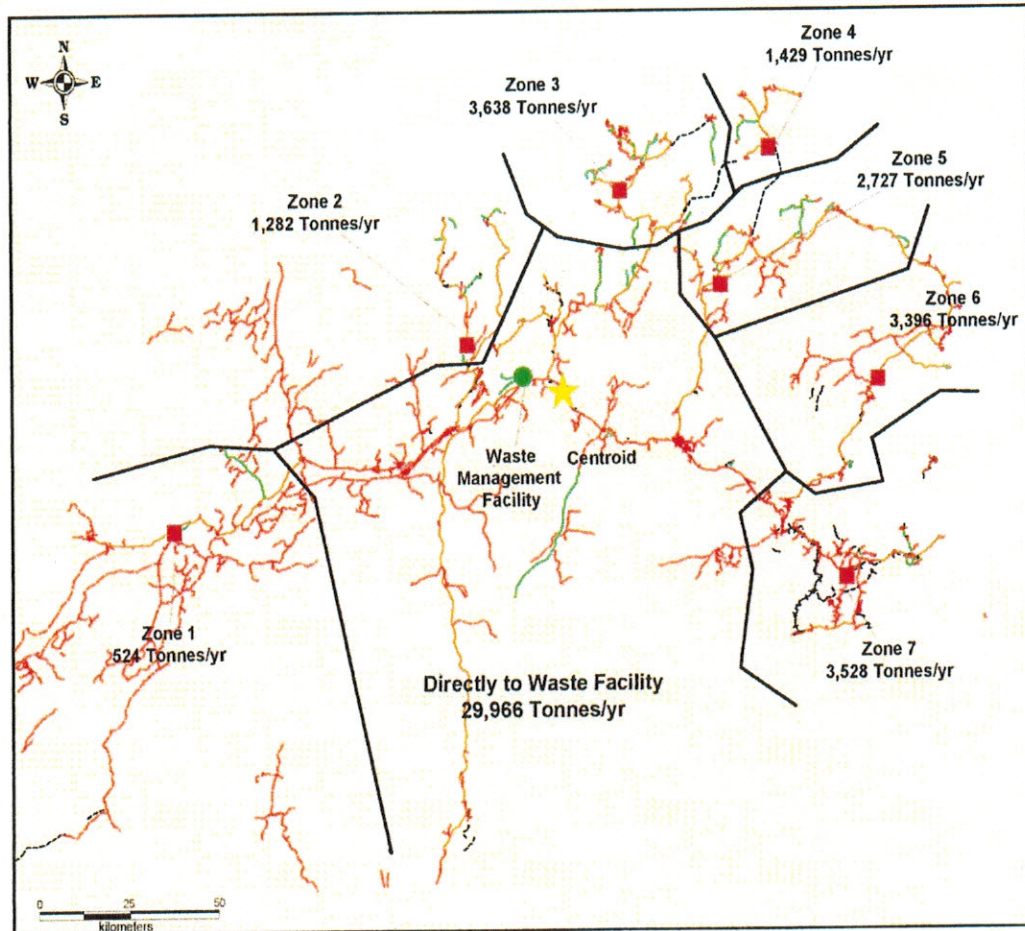 N
W E
S
Zone 4
1,429 Tonnes/yr
Zone 3
3,638 Tonnes/yr
Zone 5
2,727 Tonnes/yr
Zone 2
1,282 Tonnes/yr
Zone 6
3,396 Tonnes/yr
Waste
Management
Facility
Centroid
Zone 1
524 Tonnes/yr
Zone 7
3,528 Tonnes/yr
Directly to Waste Facility
29,966 Tonnes/yr
0 25 50
kilometers